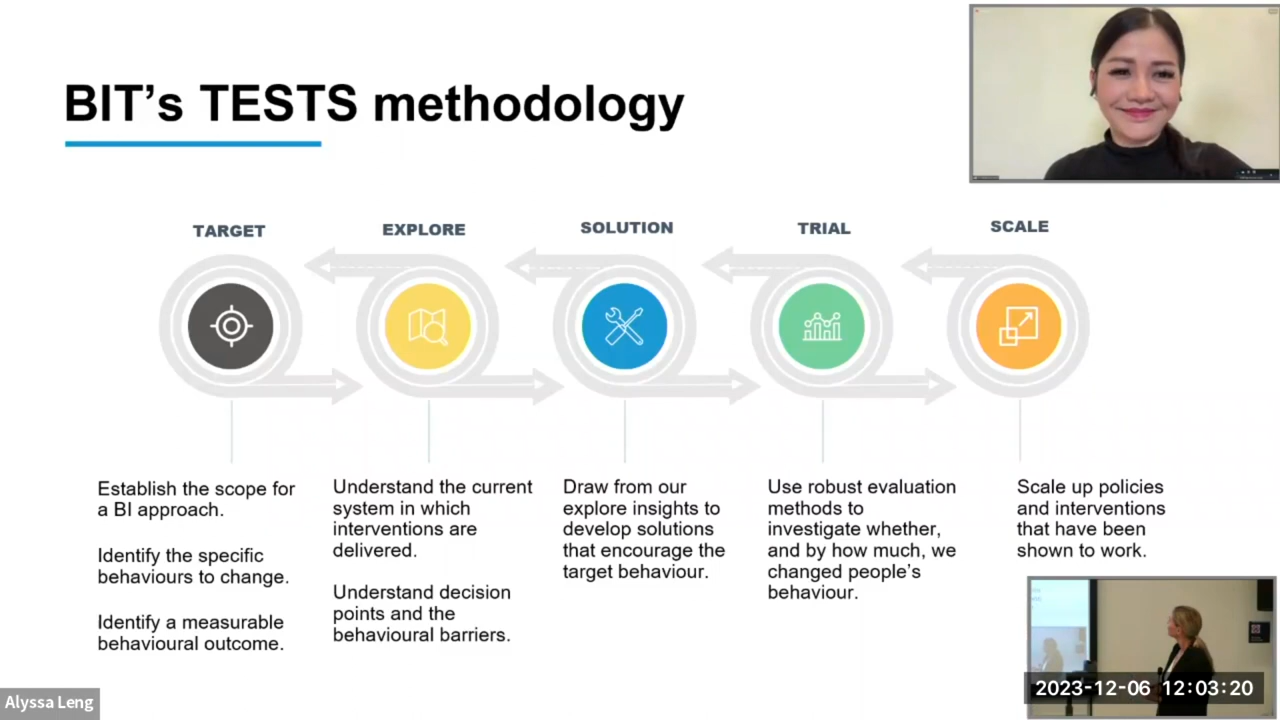 BIT's TESTS methodology
TARGET
EXPLORE
SOLUTION
TRIAL
SCALE
Establish the scope for
a BI approach.
Identify the specific
behaviours to change.
Identify a measurable
behavioural outcome.
Understand the current
system in which
interventions are
delivered.
Understand decision
points and the
behavioural barriers.
Draw from our
explore insights to
develop solutions
that encourage the
target behaviour.
Use robust evaluation
methods to
investigate whether,
and by how much, we
changed people's
behaviour.
Scale up policies
and interventions
that have been
shown to work.
Alyssa Leng
2023-12-06 12:03:20